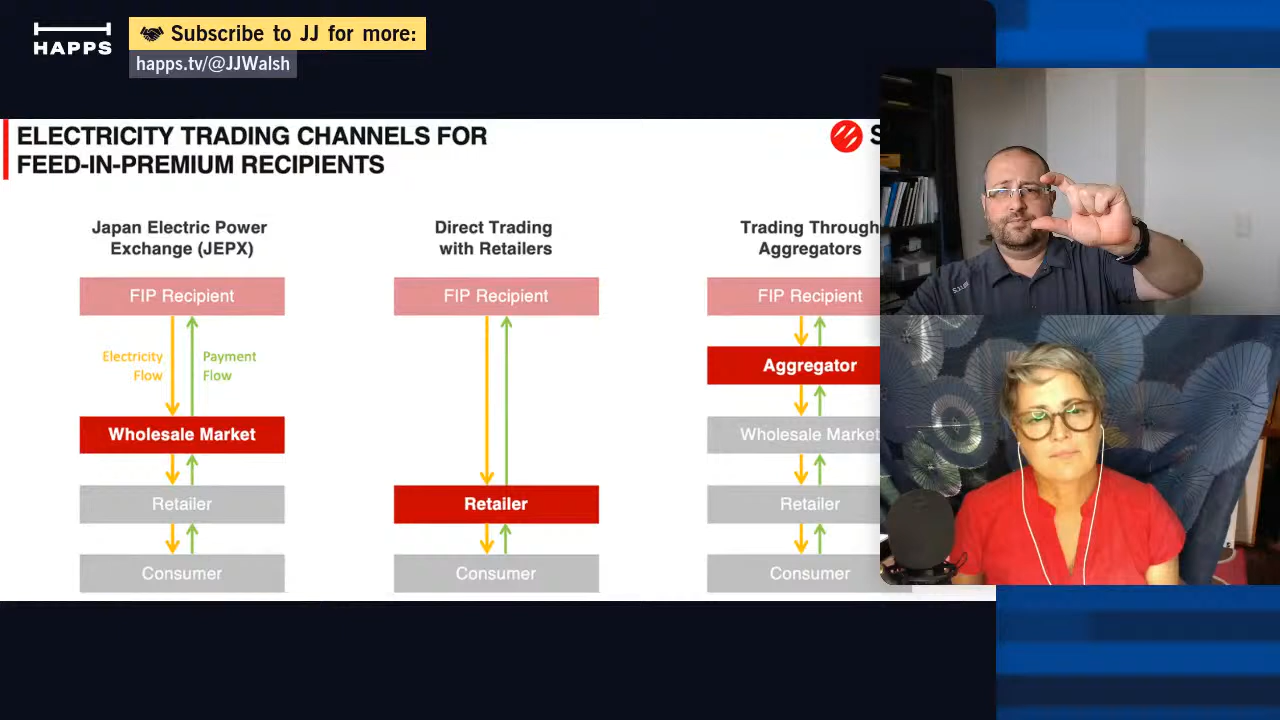 HAPPS
Subscribe to JJ for more:
happs.tv/@JJWalsh
ELECTRICITY TRADING CHANNELS FOR
FEED-IN-PREMIUM RECIPIENTS
S
Japan Electric Power
Exchange (JEPX)
FIP Recipient
Electricity
Flow
Payment
Flow
Wholesale Market
Retailer
Consumer
Direct Trading
with Retailers
FIP Recipient
Retailer
Consumer
Trading Through
Aggregators
FIP Recipient
Aggregator
Wholesale Market
Retailer
Consumer